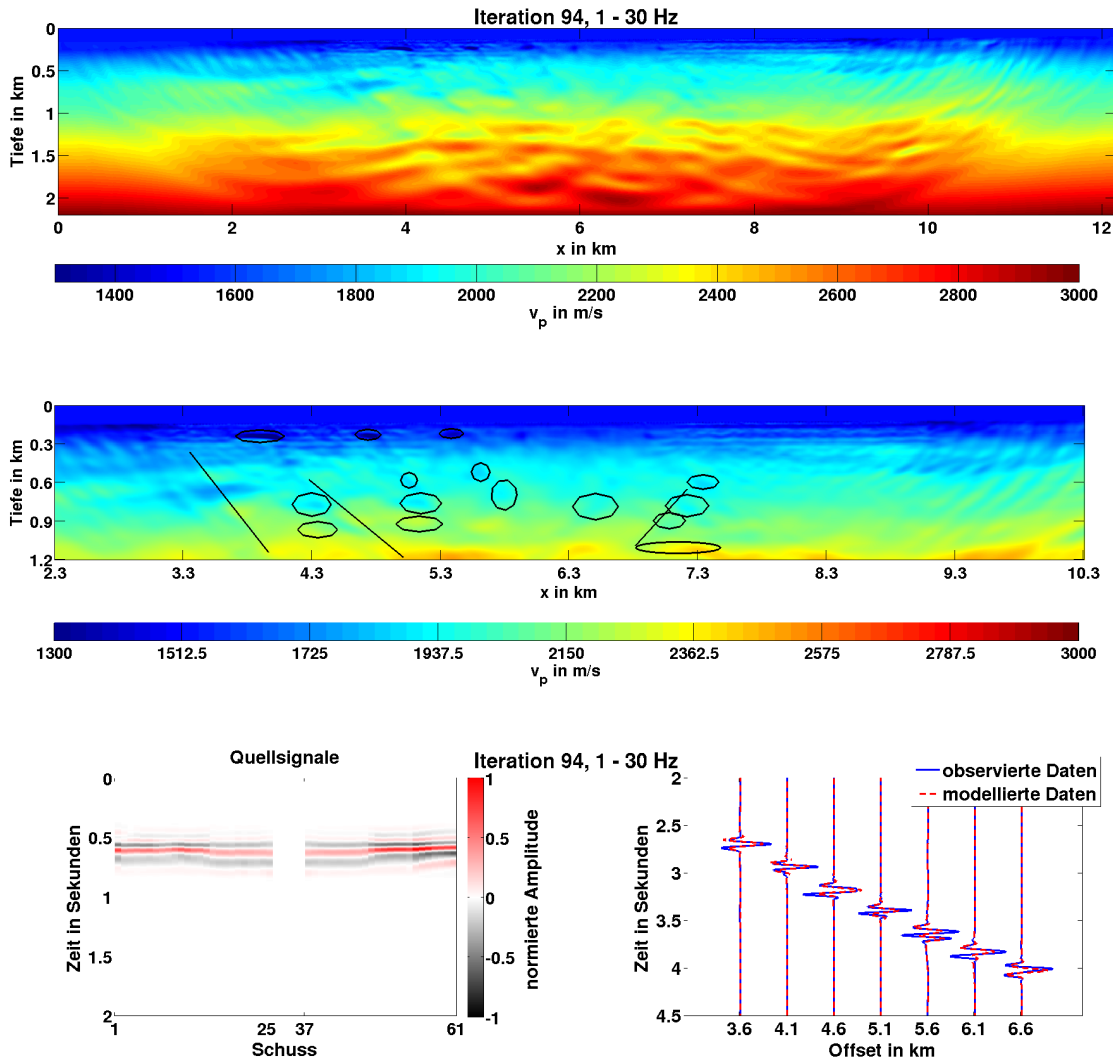 Iteration 94, 1 - 30 Hz
0
0.5
1
1.5
2
Tiefe in km
0 2 4 6 8 10 12
x in km
1400 1600 1800 2000 2200 2400 2600 2800 3000
v_p in m/s
0
0.3
0.6
0.9
1.2
Tiefe in km
2.3 3.3 4.3 5.3 6.3 7.3 8.3 9.3 10.3
x in km
1300 1512.5 1725 1937.5 2150 2362.5 2575 2787.5 3000
v_p in m/s
Iteration 94, 1 - 30 Hz
Quellsignale
0
0.5
1
2
Zeit in Sekunden
1 25 37 61
Schuss
1
0.5
0
-0.5
-1
normierte Amplitude
observierte Daten
modellierte Daten
2
2.5
3
3.5
4
4.5
Zeit in Sekunden
3.6 4.1 4.6 5.1 5.6 6.1 6.6
Offset in km